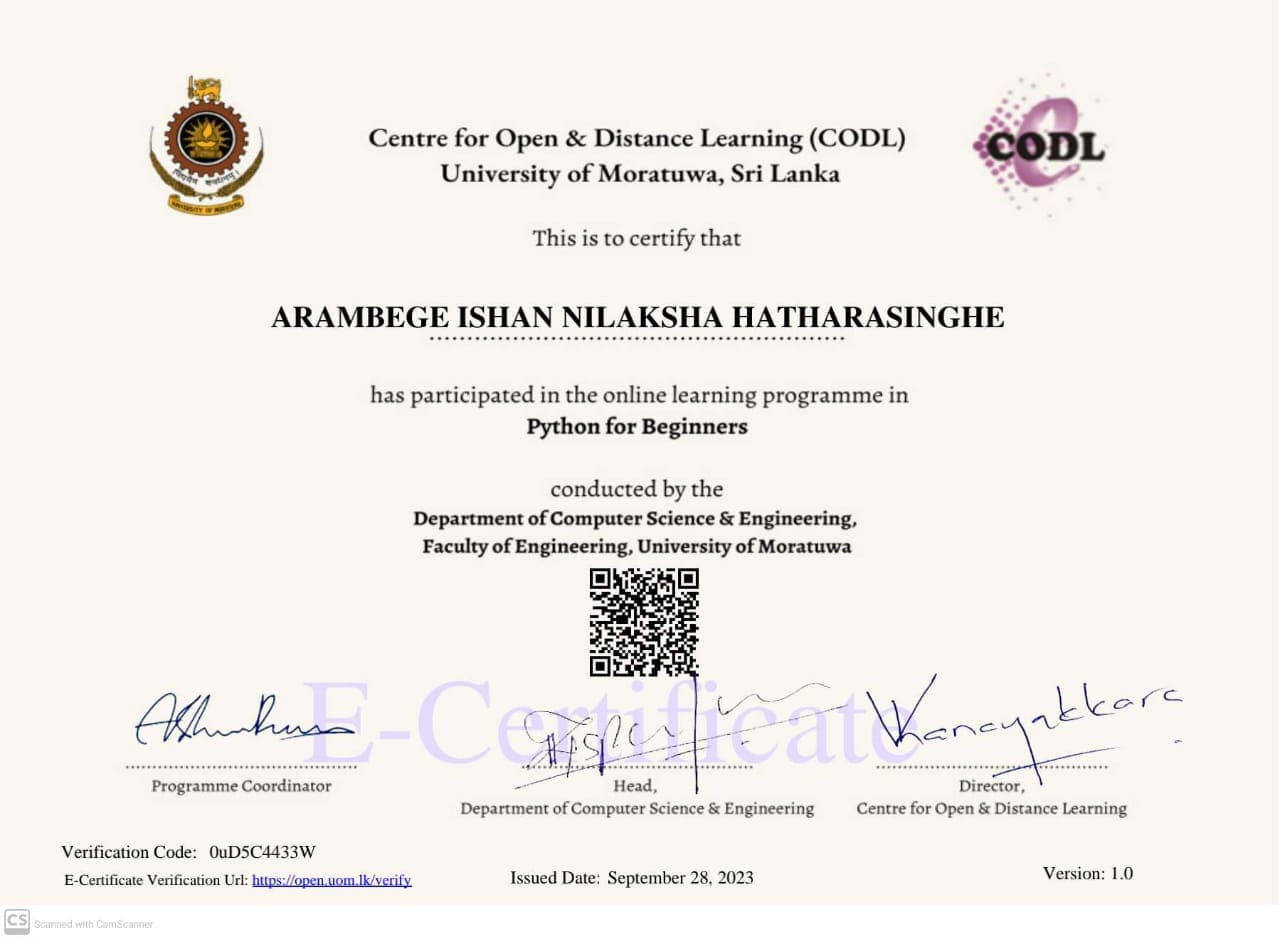 Centre for Open & Distance Learning (CODL)
University of Moratuwa, Sri Lanka
CODL
UNIVERSITY OF MORATUWA
This is to certify that
ARAMBEGE ISHAN NILAKSHA HATHARASINGHE
has participated in the online learning programme in
Python for Beginners
conducted by the
Department of Computer Science & Engineering,
Faculty of Engineering, University of Moratuwa
E-Certificate
Programme Coordinator
Head,
Department of Computer Science & Engineering
Director,
Centre for Open & Distance Learning
Verification Code: 0uD5C4433W
E-Certificate Verification Url: https://open.uom.lk/verify
Issued Date: September 28, 2023
Version: 1.0
CS Scanned with CamScanner